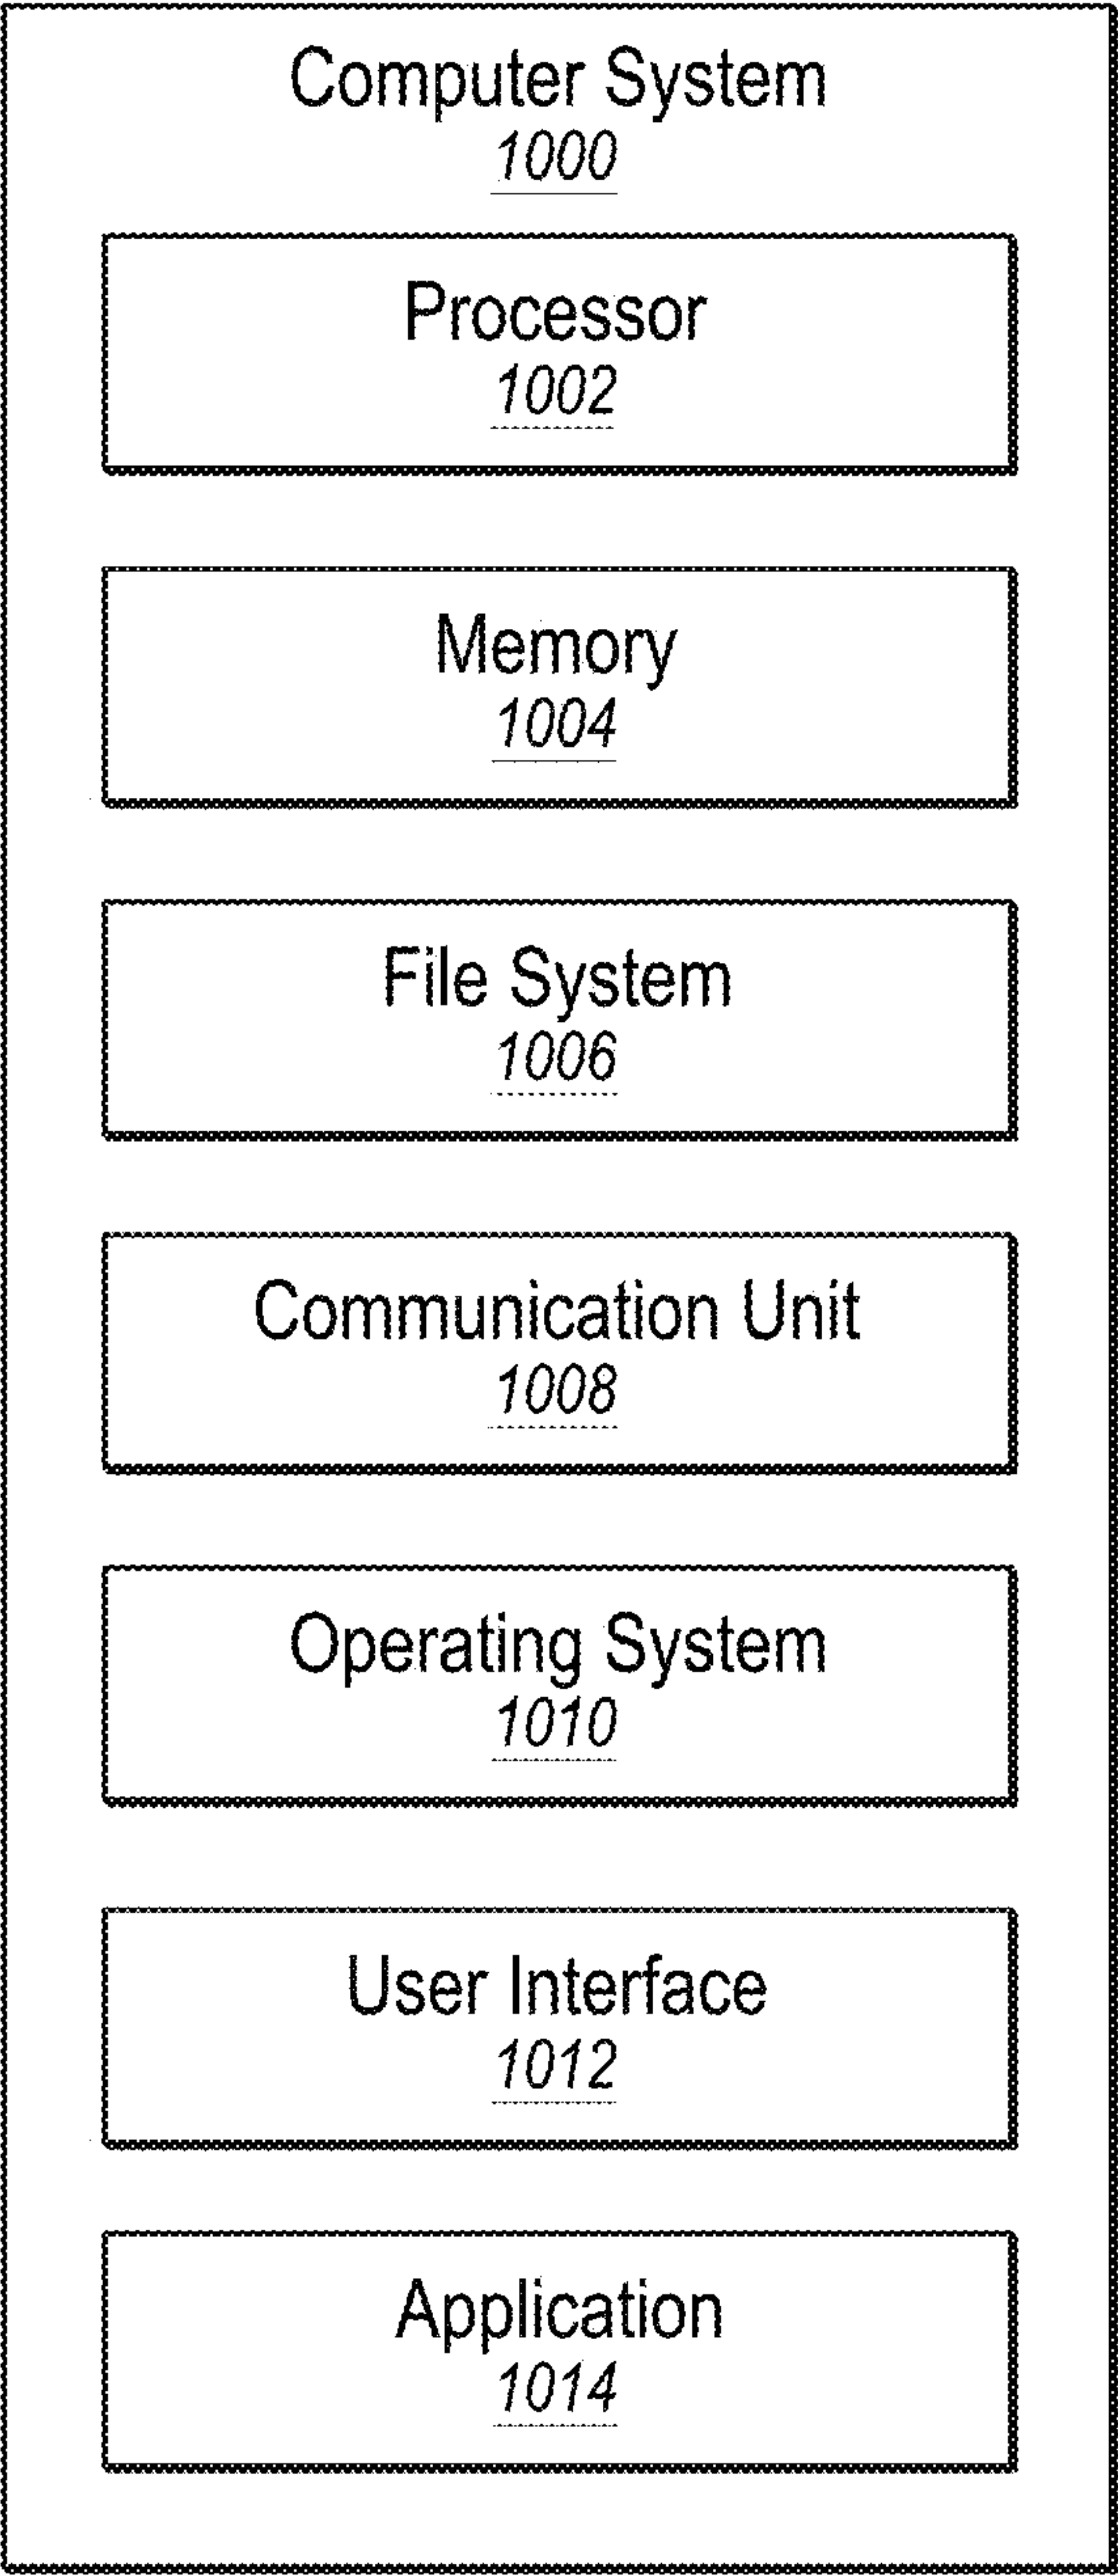 Computer System
1000
Processor
1002
Memory
1004
File System
1006
Communication Unit
1008
Operating System
1010
User Interface
1012
Application
1014